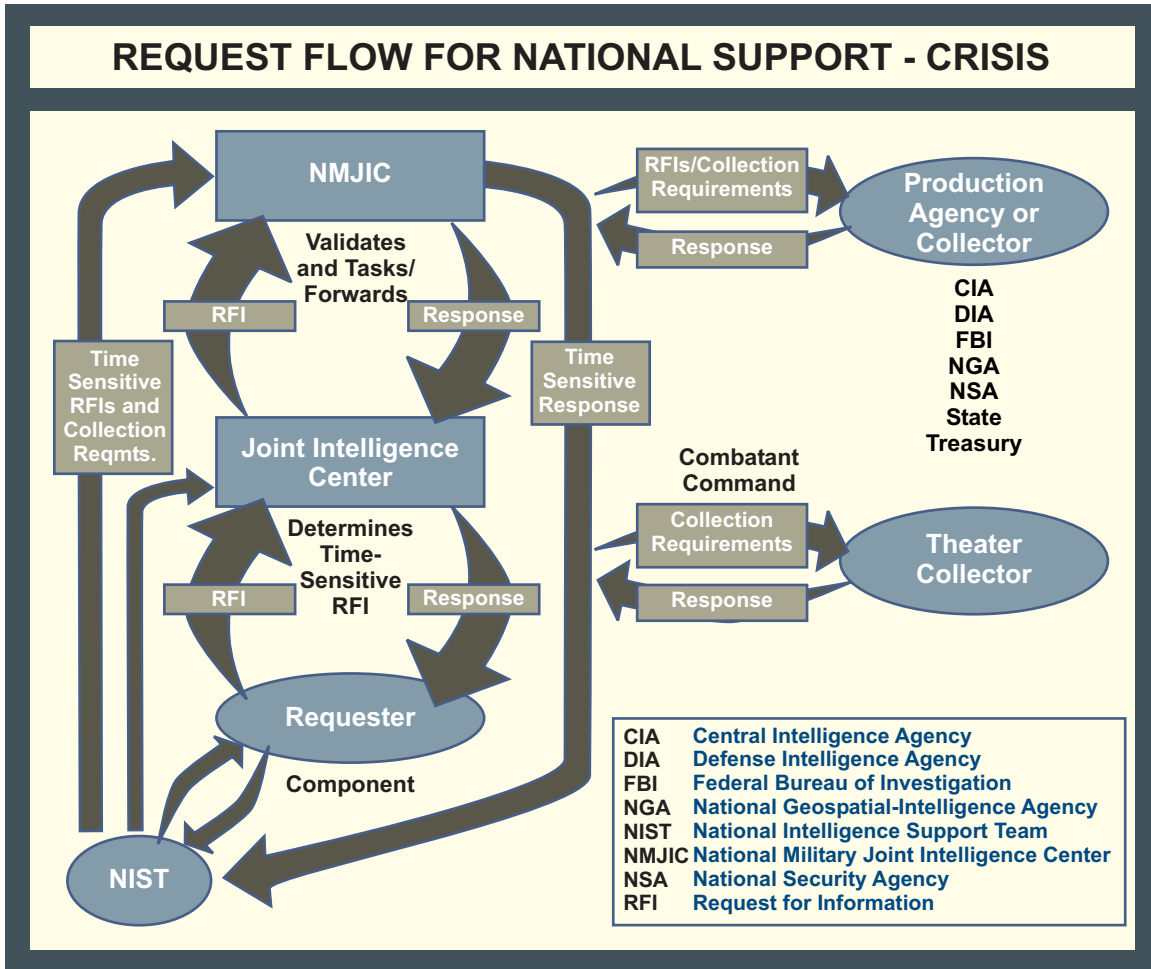 REQUEST FLOW FOR NATIONAL SUPPORT - CRISIS
NMJIC
Validates
and Tasks/
Forwards
RFI
Response
Time
Sensitive
RFIs and
Collection
Reqmts.
Time
Sensitive
Response
Joint Intelligence
Center
Determines
Time-
Sensitive
RFI
RFI
Response
Requester
Component
NIST
RFIs/Collection
Requirements
Response
Production
Agency or
Collector
CIA
DIA
FBI
NGA
NSA
State
Treasury
Combatant
Command
Collection
Requirements
Response
Theater
Collector
CIA Central Intelligence Agency
DIA Defense Intelligence Agency
FBI Federal Bureau of Investigation
NGA National Geospatial-Intelligence Agency
NIST National Intelligence Support Team
NMJIC National Military Joint Intelligence Center
NSA National Security Agency
RFI Request for Information